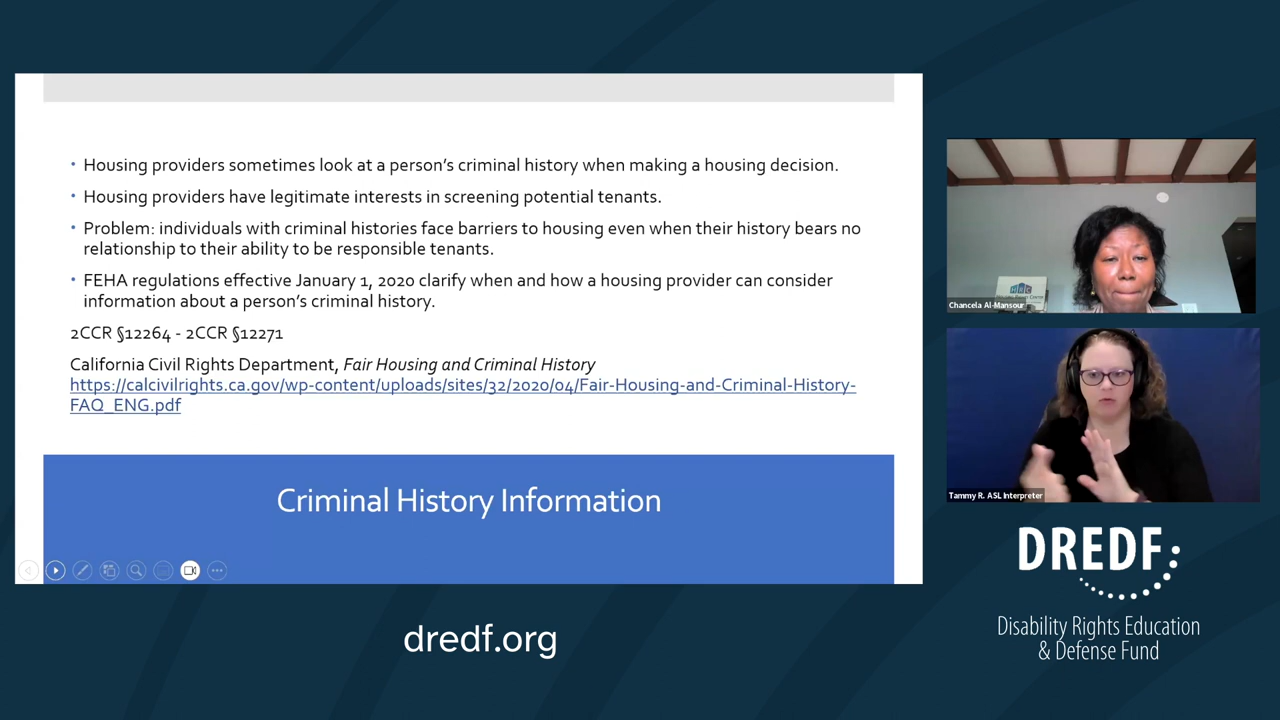 • Housing providers sometimes look at a person's criminal history when making a housing decision.
• Housing providers have legitimate interests in screening potential tenants.
• Problem: individuals with criminal histories face barriers to housing even when their history bears no
relationship to their ability to be responsible tenants.
• FEHA regulations effective January 1, 2020 clarify when and how a housing provider can consider
information about a person's criminal history.
2CCR §12264 - 2CCR §12271
California Civil Rights Department, Fair Housing and Criminal History
https://calcivilrights.ca.gov/wp-content/uploads/sites/32/2020/04/Fair-Housing-and-Criminal-History-
FAQ_ENG.pdf
Criminal History Information
Chancela Al-Mansour
Tammy R. ASL Interpreter
DREDF
Disability Rights Education
& Defense Fund
dredf.org